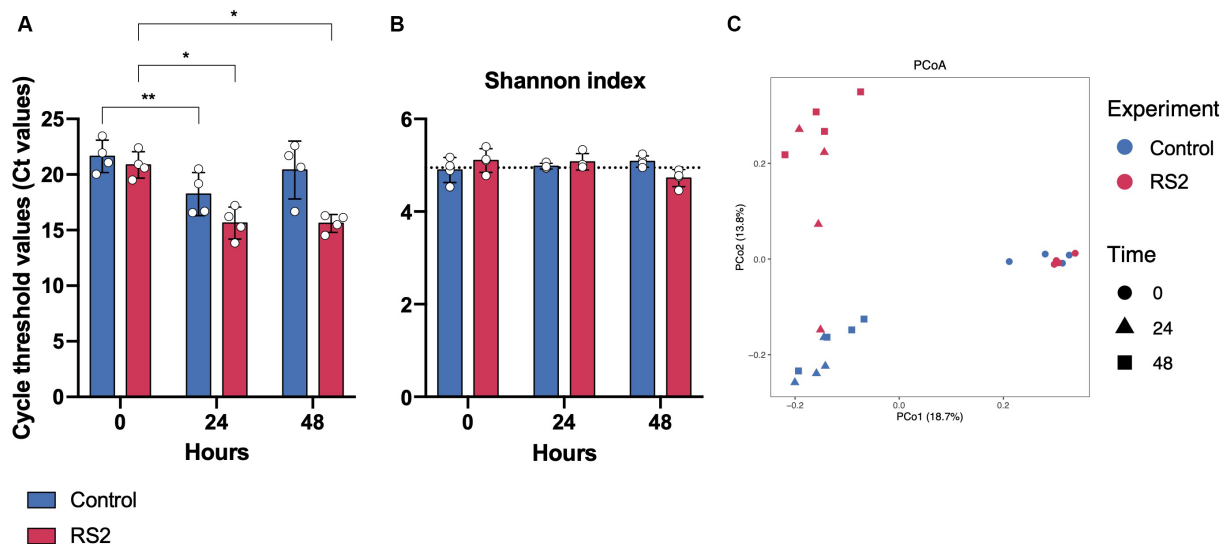 A
*
*
**
Cycle threshold values (Ct values)
25
20
15
10
5
0
0
24
48
Hours
Control
RS2
B
Shannon index
6
4
2
0
0
24
48
Hours
C
PCoA
PCo2 (13.8%)
0.2
0.0
−0.2
−0.2
0.0
0.2
PCo1 (18.7%)
Experiment
Control
RS2
Time
0
24
48